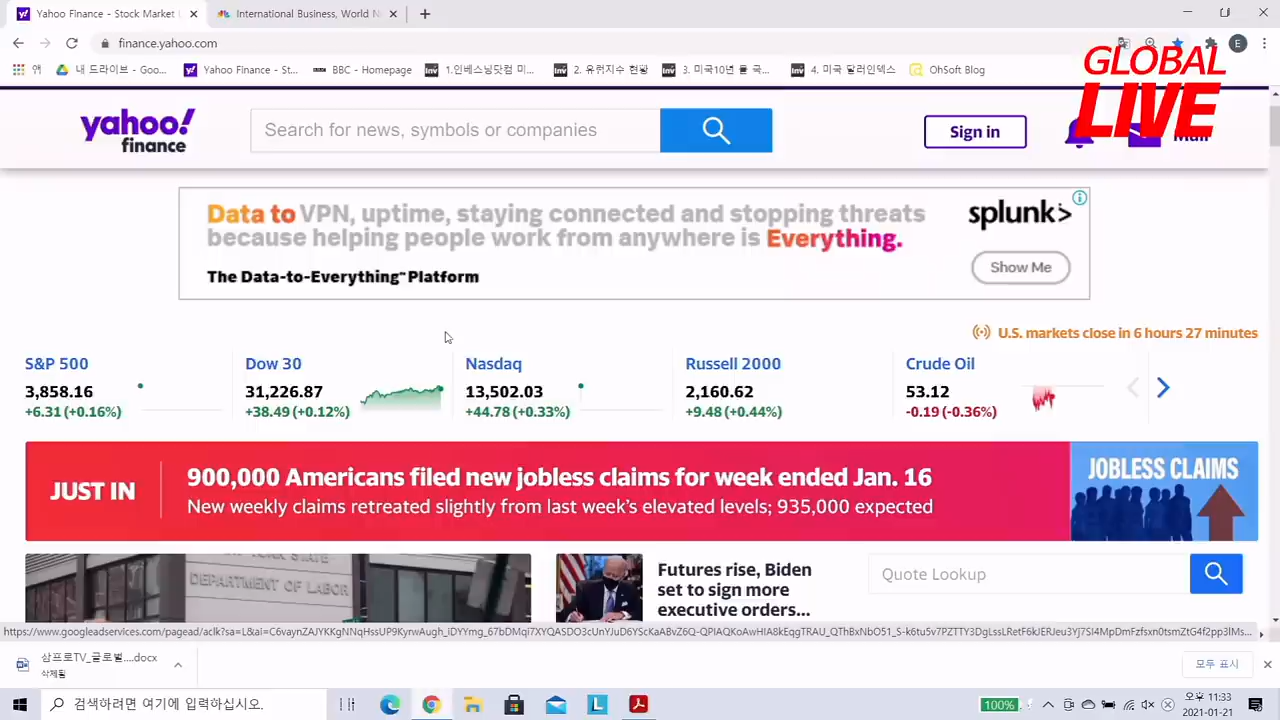 Yahoo Finance - Stock Market
International Business, World N
finance.yahoo.com
앱
내 드라이브 - Goo...
Yahoo Finance - St...
BBC - Homepage
1.인베스닝닷컴 미...
2. 유럽지수 현황
3. 미국10년 물 국...
4. 미국 달러인덱스
OhSoft Blog
GLOBAL
LIVE
yahoo!
finance
Search for news, symbols or companies
Sign in
Mail
Data to VPN, uptime, staying connected and stopping threats
because helping people work from anywhere is Everything.
The Data-to-Everything™ Platform
splunk>
Show Me
U.S. markets close in 6 hours 27 minutes
S&P 500
3,858.16
+6.31 (+0.16%)
Dow 30
31,226.87
+38.49 (+0.12%)
Nasdaq
13,502.03
+44.78 (+0.33%)
Russell 2000
2,160.62
+9.48 (+0.44%)
Crude Oil
53.12
-0.19 (-0.36%)
JUST IN
900,000 Americans filed new jobless claims for week ended Jan. 16
New weekly claims retreated slightly from last week's elevated levels; 935,000 expected
JOBLESS CLAIMS
DEPARTMENT OF LABOR
Futures rise, Biden
set to sign more
executive orders...
Quote Lookup
삼프로TV_글로벌....docx
삭제됨
모두 표시
검색하려면 여기에 입력하십시오.
100%
오후 11:33
2021-01-21